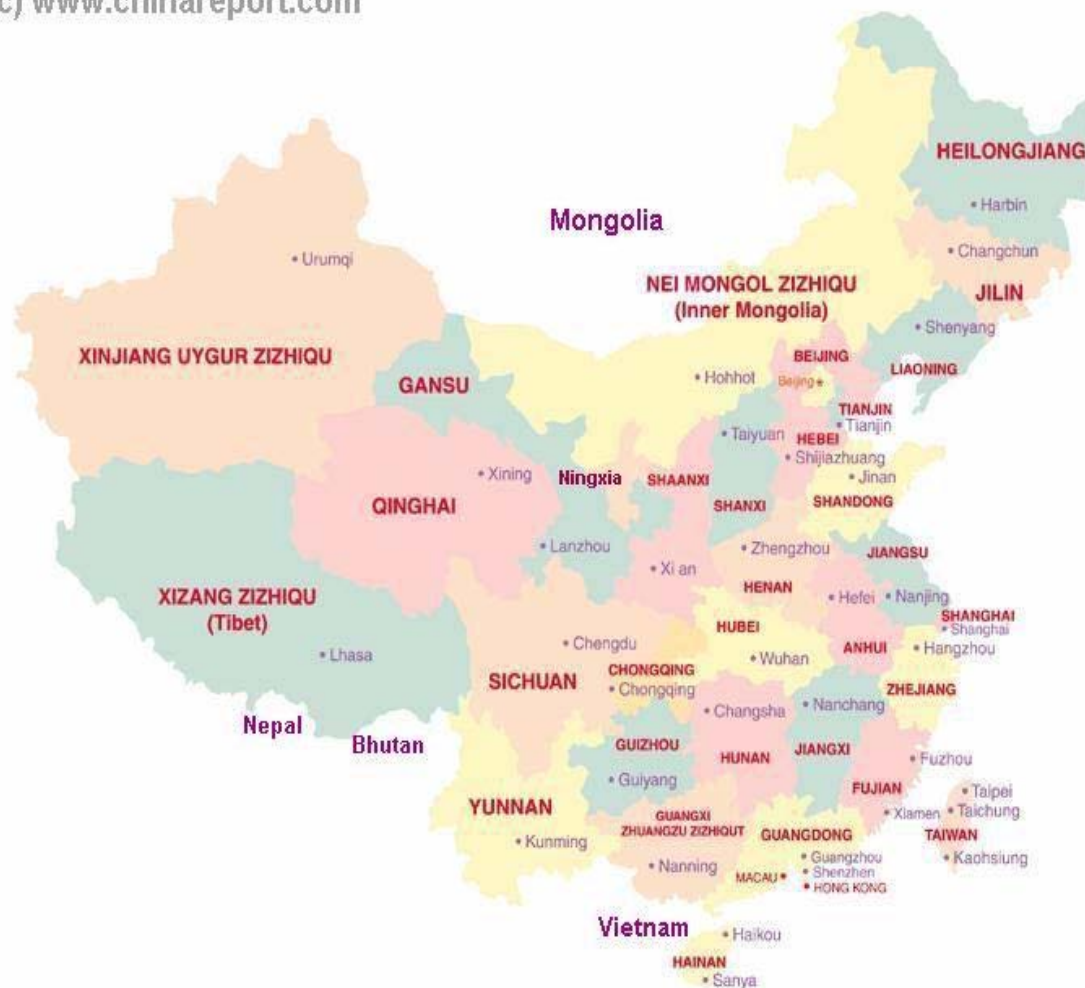 c) www.chinareport.com
HEILONGJIANG
Harbin
Mongolia
Changchun
Urumqi
NEI MONGOL ZIZHIQU
(Inner Mongolia)
JILIN
Shenyang
XINJIANG UYGUR ZIZHIQU
BEIJING
LIAONING
GANSU
Hohhot
Beijing
TIANJIN
Tianjin
Taiyuan
HEBEI
Shijiazhuang
Xining
Ningxia
SHAANXI
Jinan
QINGHAI
SHANXI
SHANDONG
Lanzhou
Zhengzhou
JIANGSU
Xi an
HENAN
Hefei
Nanjing
XIZANG ZIZHIQU
(Tibet)
SHANGHAI
Shanghai
HUBEI
Chengdu
ANHUI
Hangzhou
Lhasa
Wuhan
CHONGQING
SICHUAN
Chongqing
ZHEJIANG
Changsha
Nanchang
Nepal
Bhutan
GUIZHOU
HUNAN
JIANGXI
Fuzhou
Guiyang
FUJIAN
Taipei
YUNNAN
GUANGXI
ZHUANGZU ZIZHIQUT
Xiamen
Taichung
Kunming
GUANGDONG
TAIWAN
Guangzhou
Kaohsiung
Nanning
Shenzhen
MACAU
HONG KONG
Vietnam
Haikou
HAINAN
Sanya